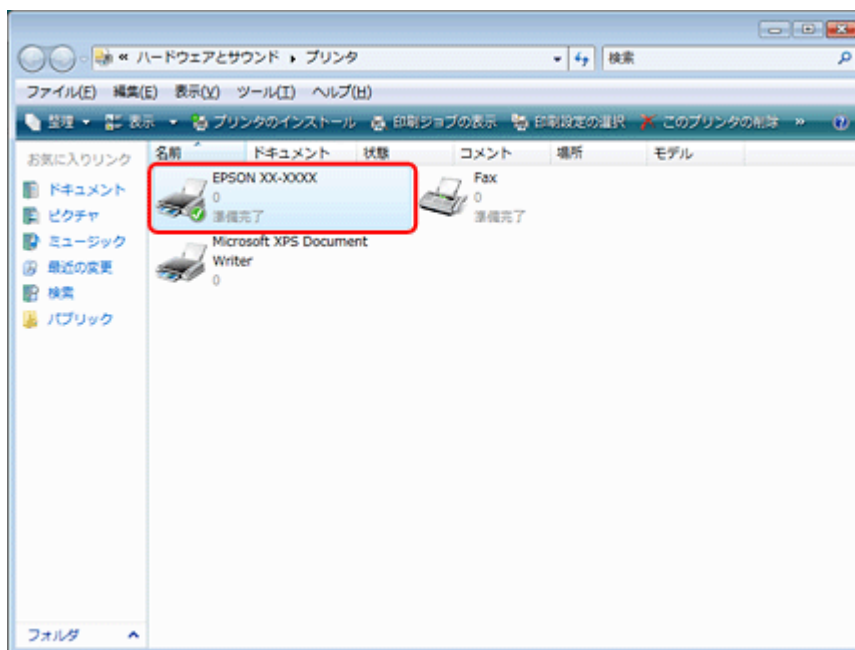 « ハードウェアとサウンド ▸ プリンタ
検索
ファイル(F) 編集(E) 表示(V) ツール(T) ヘルプ(H)
整理 表示 プリンタのインストール 印刷ジョブの表示 印刷設定の選択 このプリンタの削除 »
お気に入りリンク
ドキュメント
ピクチャ
ミュージック
最近の変更
検索
パブリック
フォルダ
名前 ドキュメント 状態 コメント 場所 モデル
EPSON XX-XXXX
0
準備完了
Fax
0
準備完了
Microsoft XPS Document
Writer
0